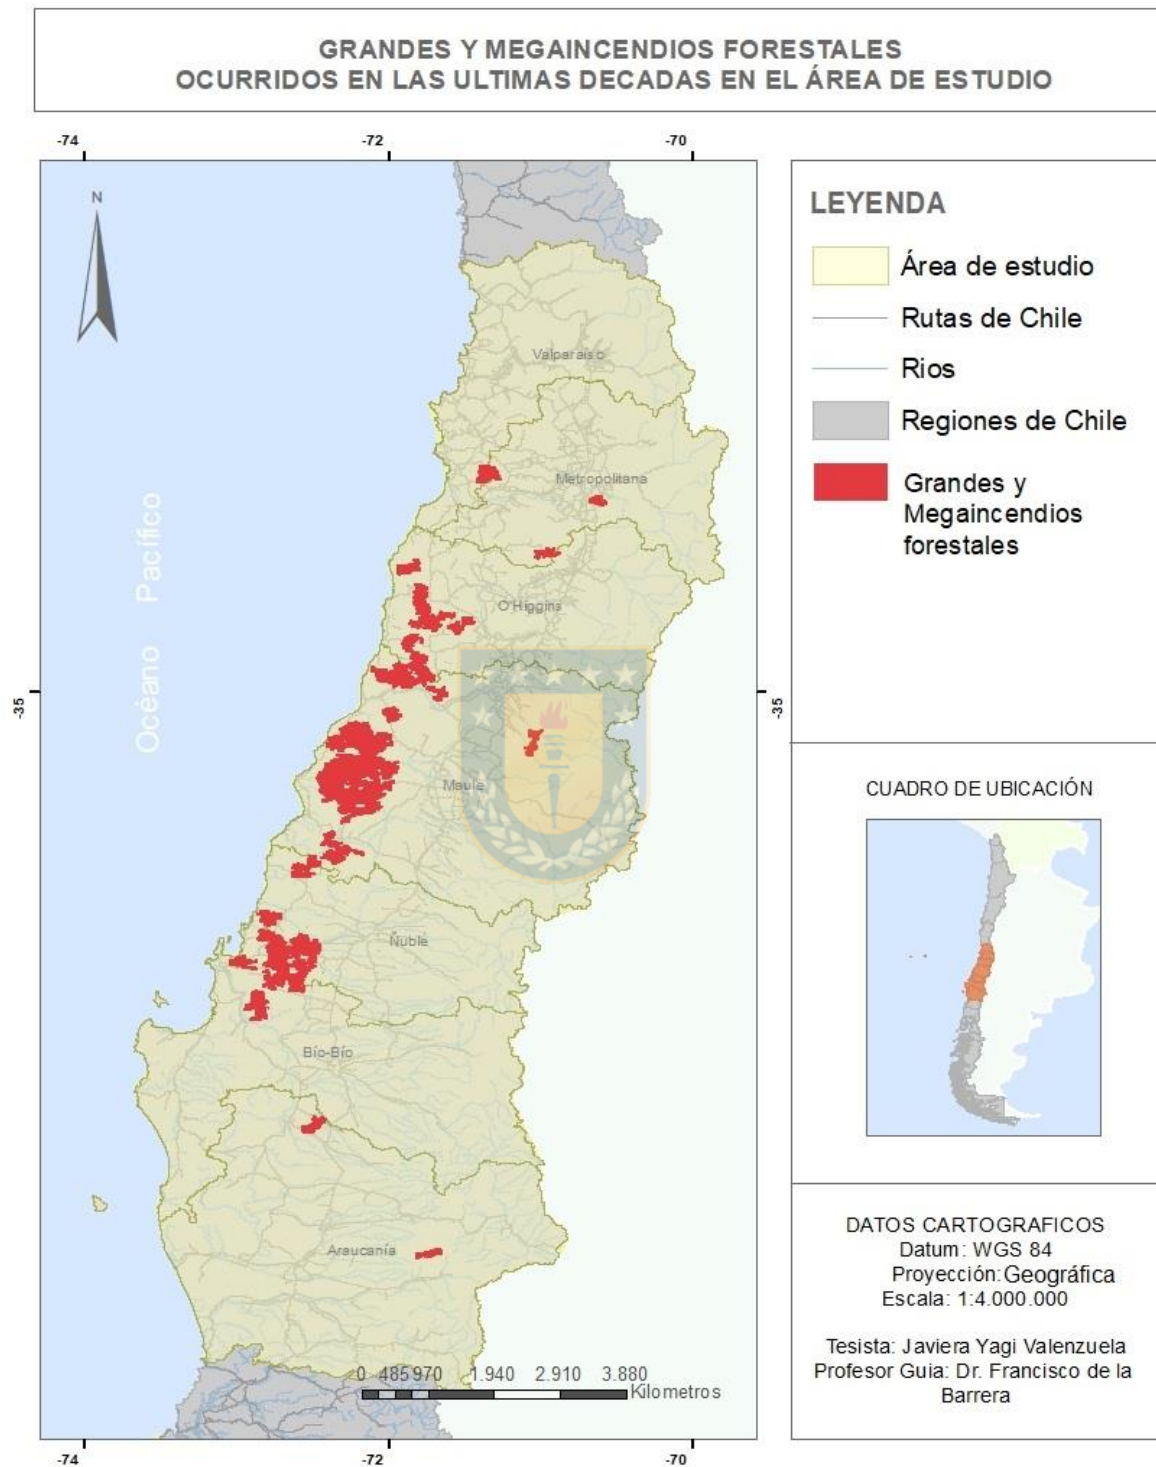 GRANDES Y MEGAINCENDIOS FORESTALES
OCURRIDOS EN LAS ULTIMAS DECADAS EN EL ÁREA DE ESTUDIO
-74
-72
-70
N
LEYENDA
Área de estudio
Rutas de Chile
Rios
Regiones de Chile
Grandes y
Megaincendios
forestales
Valparaiso
Metropolitana
O'Higgins
Maule
Ñuble
Bío-Bío
Araucanía
Océano Pacífico
-35
-35
CUADRO DE UBICACIÓN
DATOS CARTOGRAFICOS
Datum: WGS 84
Proyección: Geográfica
Escala: 1:4.000.000
Tesista: Javiera Yagi Valenzuela
Profesor Guia: Dr. Francisco de la
Barrera
0 485 970 1.940 2.910 3.880
Kilometros
-74
-72
-70